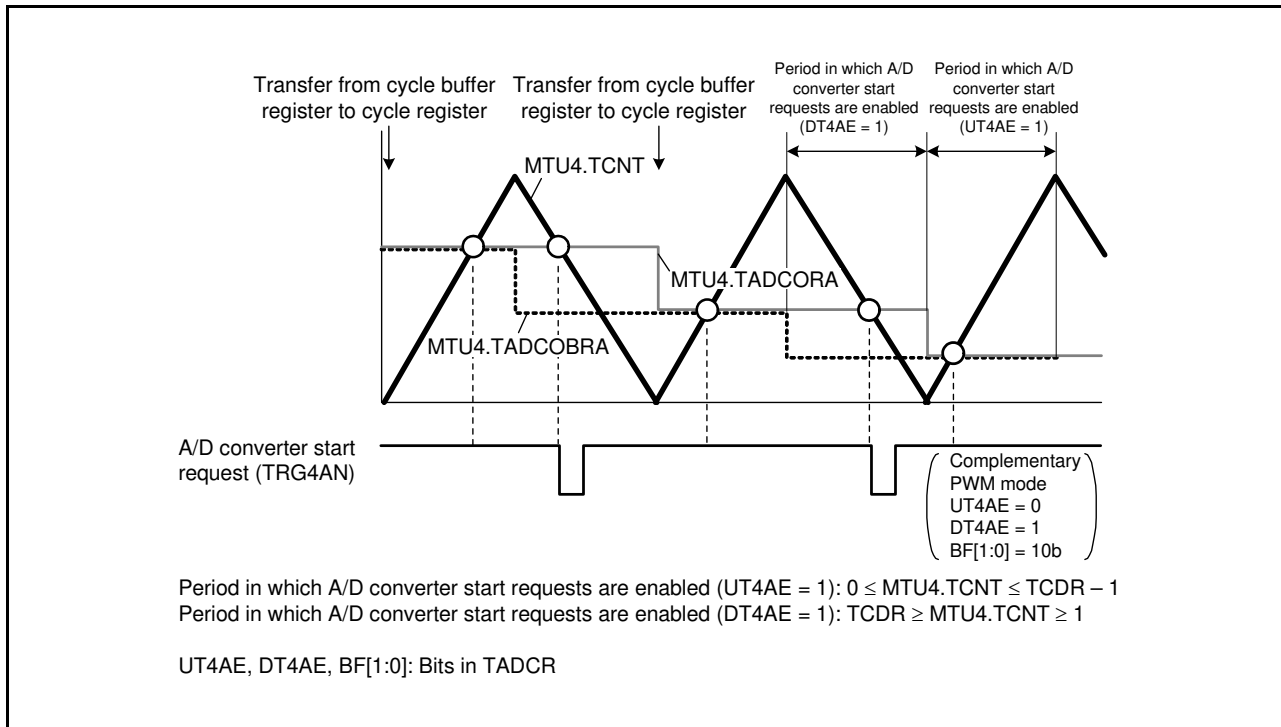 Transfer from cycle buffer
register to cycle register
Transfer from cycle buffer
register to cycle register
Period in which A/D
converter start
requests are enabled
(DT4AE = 1)
Period in which A/D
converter start
requests are enabled
(UT4AE = 1)
MTU4.TCNT
MTU4.TADCORA
MTU4.TADCOBRA
A/D converter start
request (TRG4AN)
Complementary
PWM mode
UT4AE = 0
DT4AE = 1
BF[1:0] = 10b
Period in which A/D converter start requests are enabled (UT4AE = 1): 0 ≤ MTU4.TCNT ≤ TCDR – 1
Period in which A/D converter start requests are enabled (DT4AE = 1): TCDR ≥ MTU4.TCNT ≥ 1
UT4AE, DT4AE, BF[1:0]: Bits in TADCR